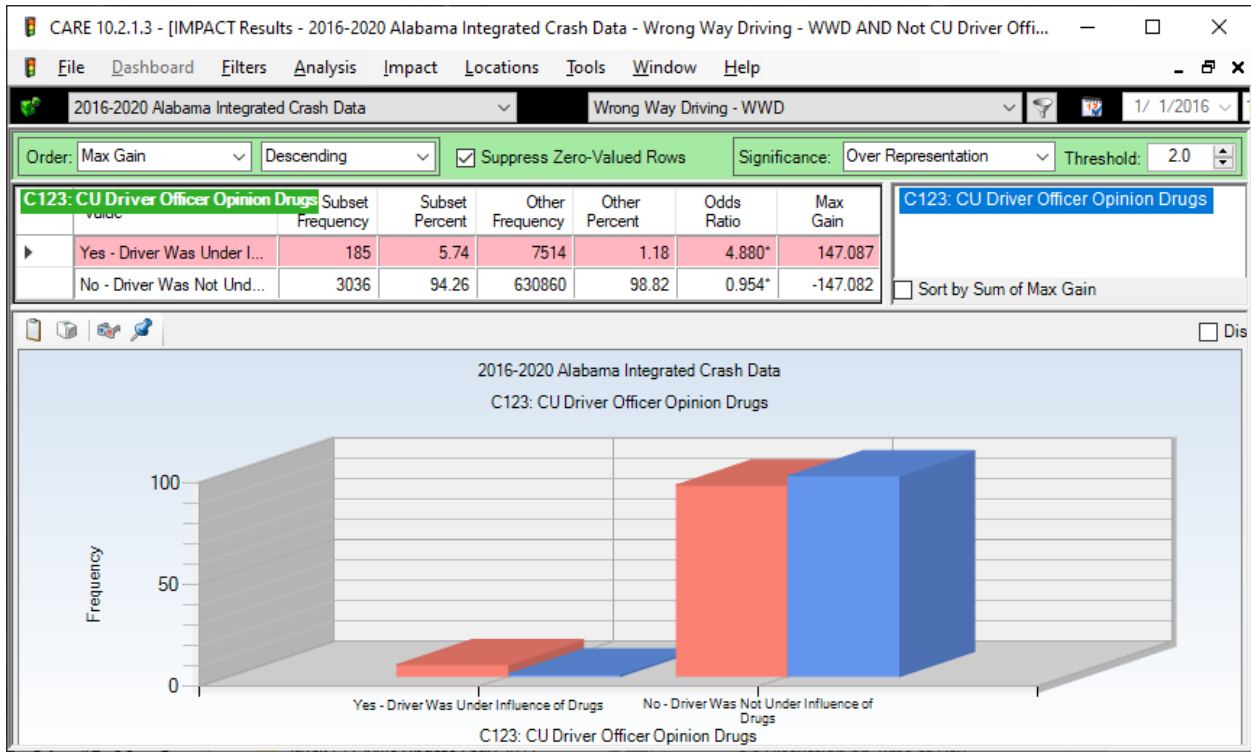 CARE 10.2.1.3 - [IMPACT Results - 2016-2020 Alabama Integrated Crash Data - Wrong Way Driving - WWD AND Not CU Driver Offi...
File Dashboard Filters Analysis Impact Locations Tools Window Help
2016-2020 Alabama Integrated Crash Data Wrong Way Driving - WWD 1/ 1/2016
Order: Max Gain Descending Suppress Zero-Valued Rows Significance: Over Representation Threshold: 2.0
C123: CU Driver Officer Opinion Drugs Subset Frequency Subset Percent Other Frequency Other Percent Odds Ratio Max Gain
Yes - Driver Was Under I... 185 5.74 7514 1.18 4.880* 147.087
No - Driver Was Not Und... 3036 94.26 630860 98.82 0.954* -147.082
C123: CU Driver Officer Opinion Drugs
Sort by Sum of Max Gain
Dis
2016-2020 Alabama Integrated Crash Data
C123: CU Driver Officer Opinion Drugs
100
50
0
Frequency
Yes - Driver Was Under Influence of Drugs
No - Driver Was Not Under Influence of
Drugs
C123: CU Driver Officer Opinion Drugs